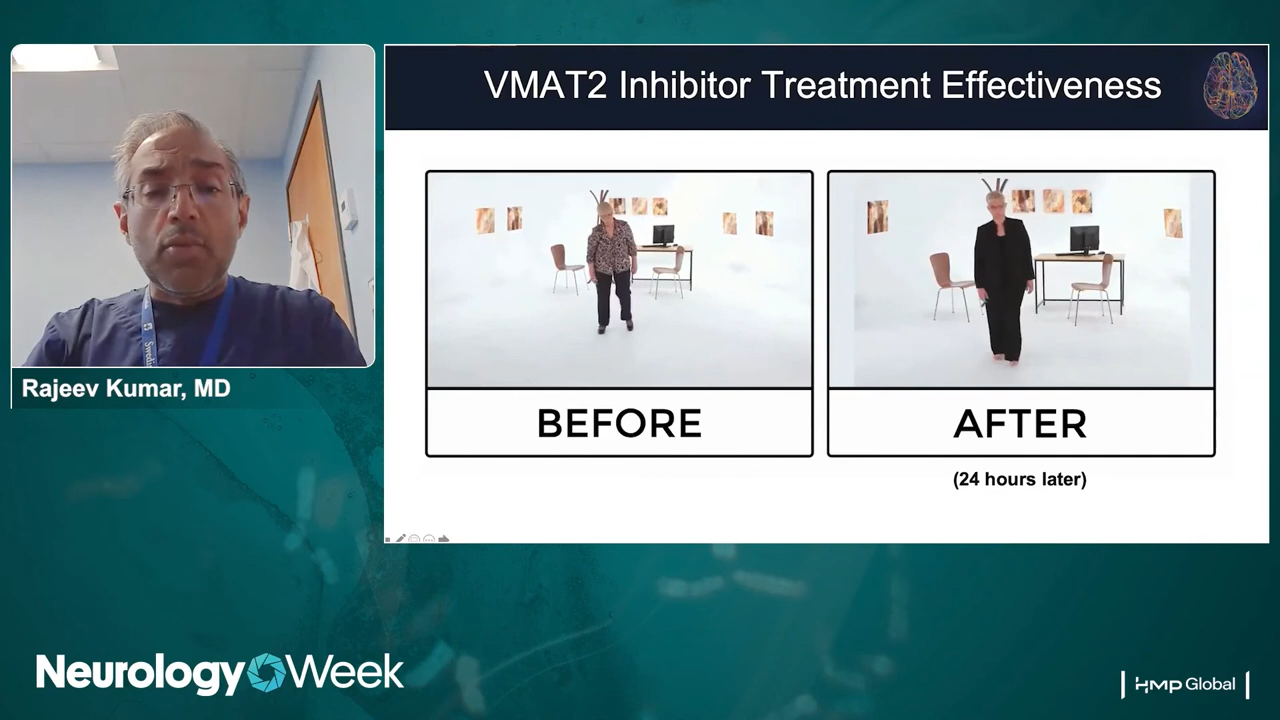 VMAT2 Inhibitor Treatment Effectiveness
BEFORE
AFTER
(24 hours later)
Rajeev Kumar, MD
Neurology Week
HMP Global